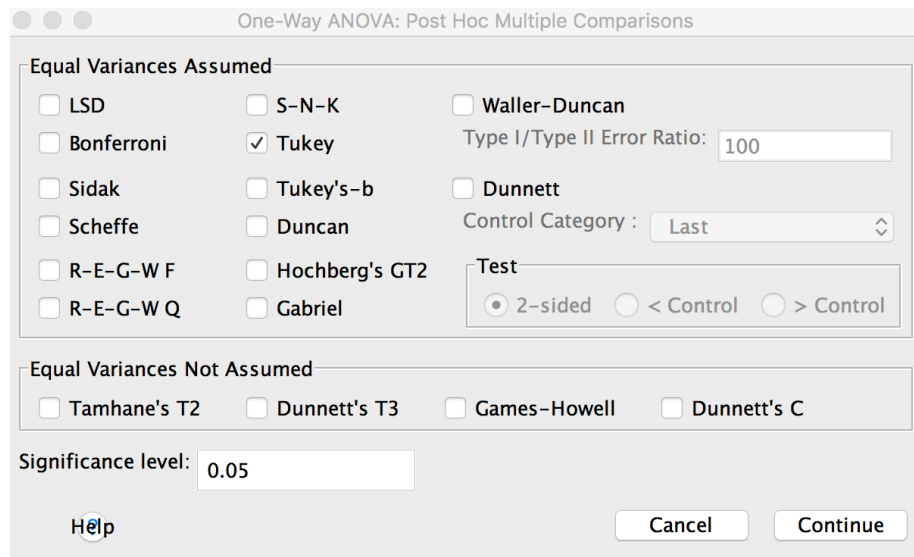 One-Way ANOVA: Post Hoc Multiple Comparisons
Equal Variances Assumed
LSD S-N-K Waller-Duncan
Bonferroni Tukey Type I/Type II Error Ratio: 100
Sidak Tukey's-b Dunnett
Scheffe Duncan Control Category : Last
R-E-G-W F Hochberg's GT2 Test
R-E-G-W Q Gabriel 2-sided < Control > Control
Equal Variances Not Assumed
Tamhane's T2 Dunnett's T3 Games-Howell Dunnett's C
Significance level: 0.05
Help Cancel Continue